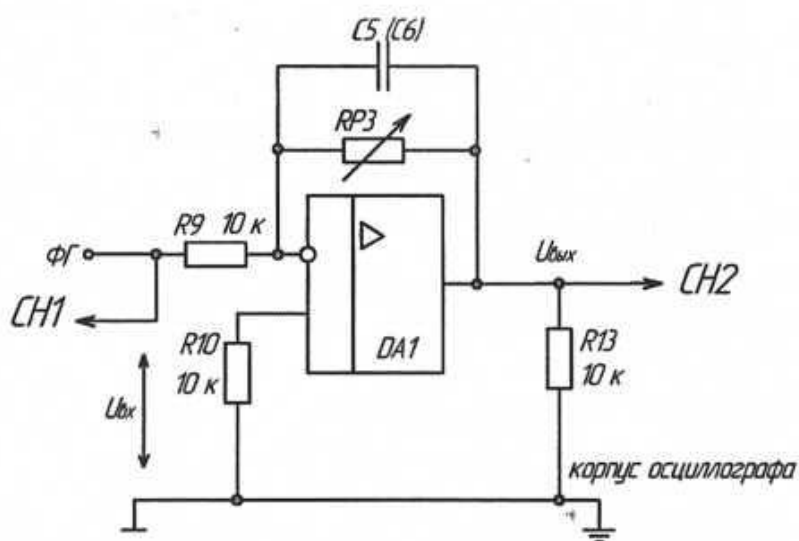 C5 (C6)
RP3
R9 10 к
ФГ
CH1
Uвых
CH2
R10
10 к
DA1
R13
10 к
Uвх
корпус осциллографа